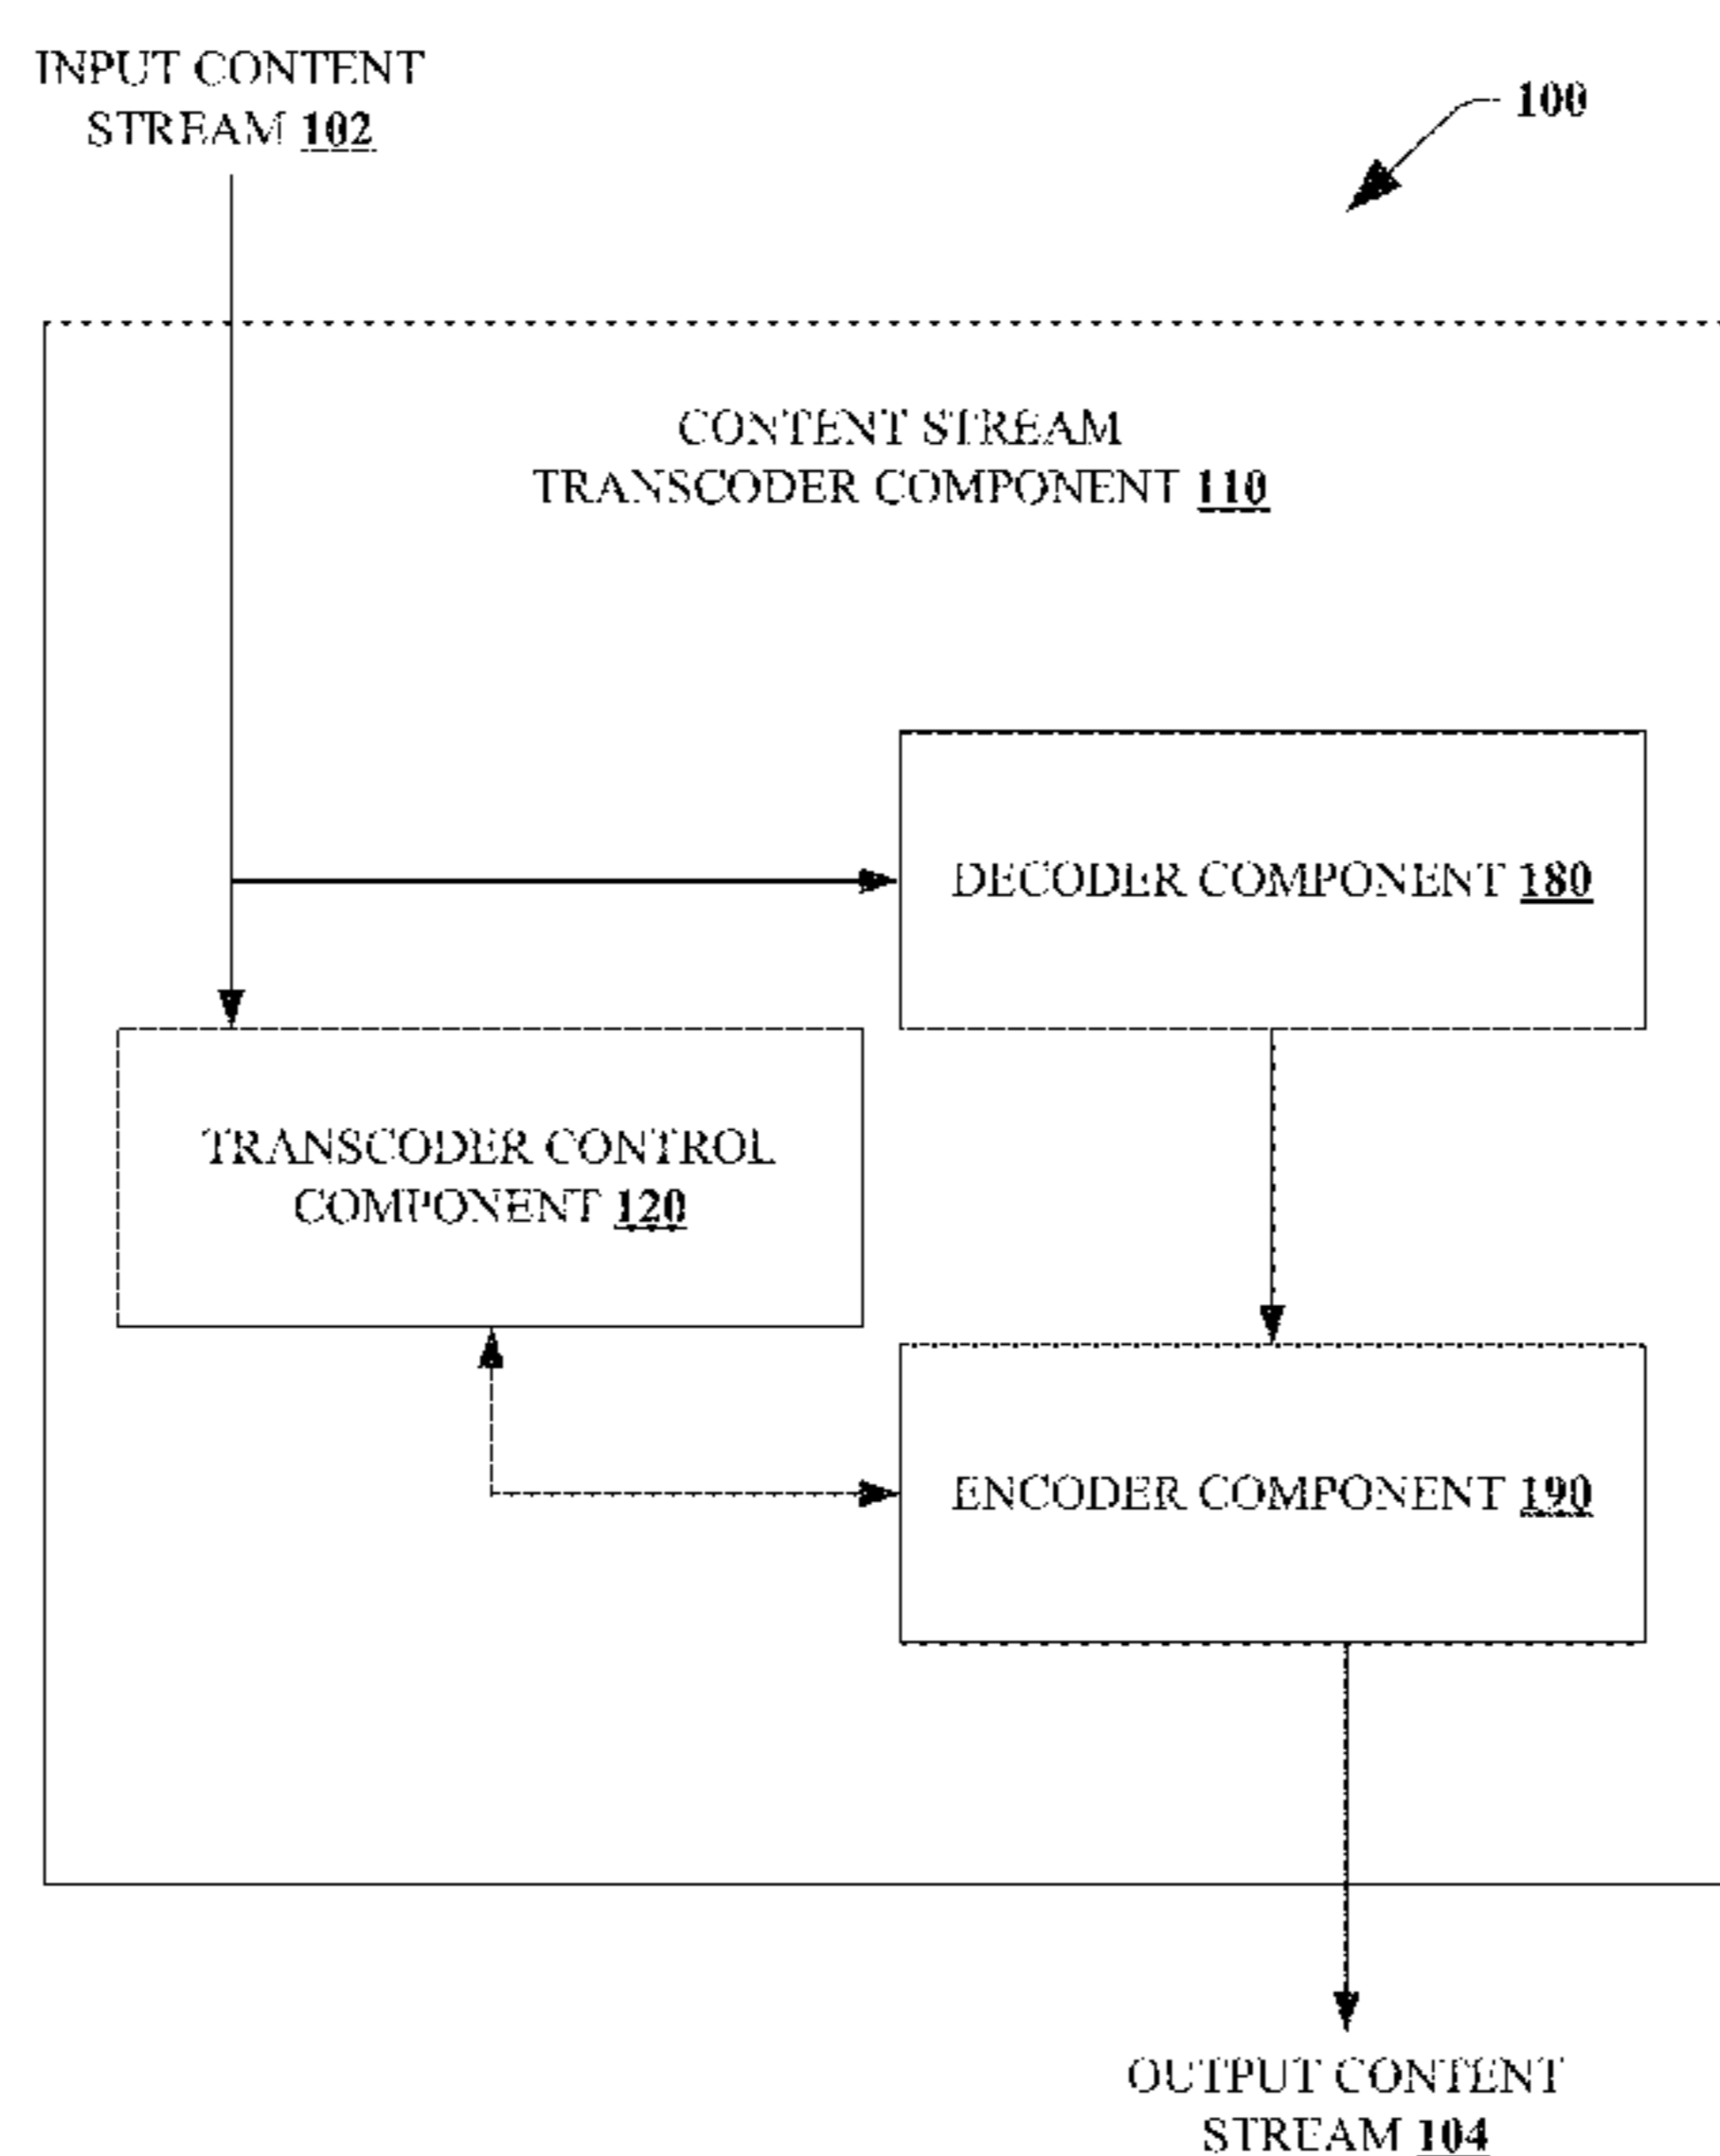 INPUT CONTENT
STREAM 102
100
CONTENT STREAM
TRANSCODER COMPONENT 110
DECODER COMPONENT 180
TRANSCODER CONTROL
COMPONENT 120
ENCODER COMPONENT 190
OUTPUT CONTENT
STREAM 104